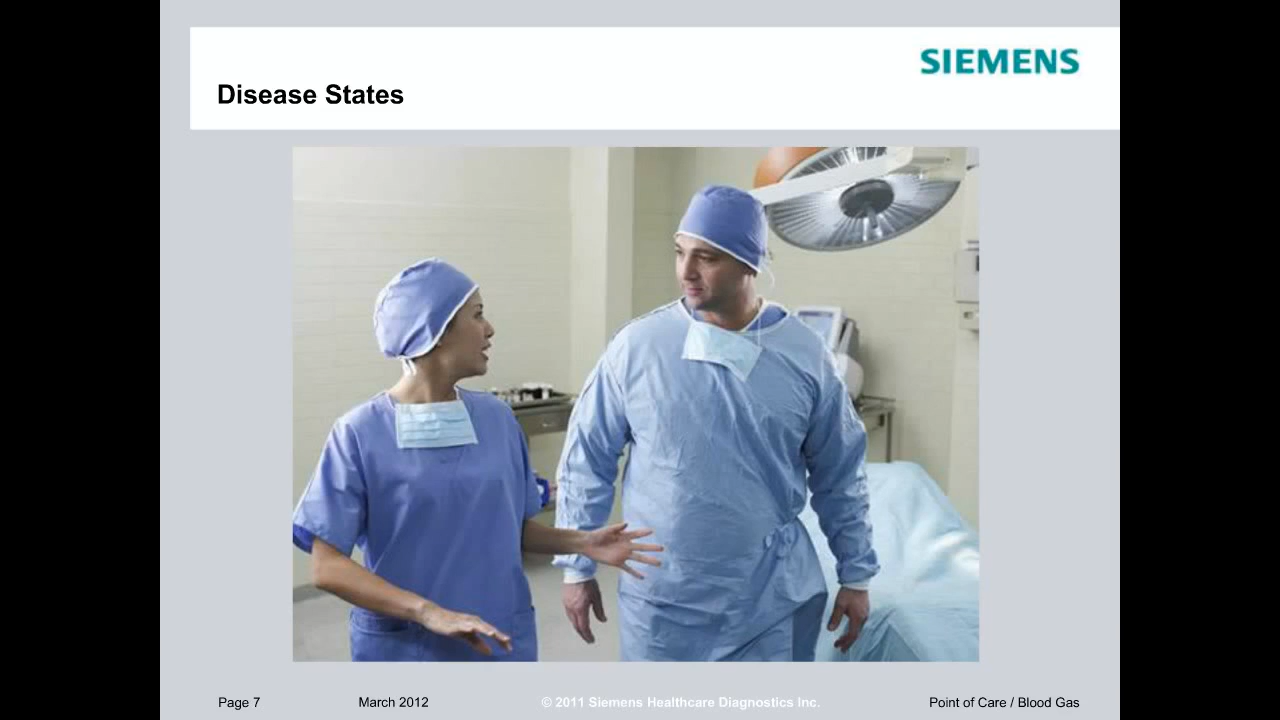 SIEMENS
Disease States
Page 7 March 2012 © 2011 Siemens Healthcare Diagnostics Inc. Point of Care / Blood Gas